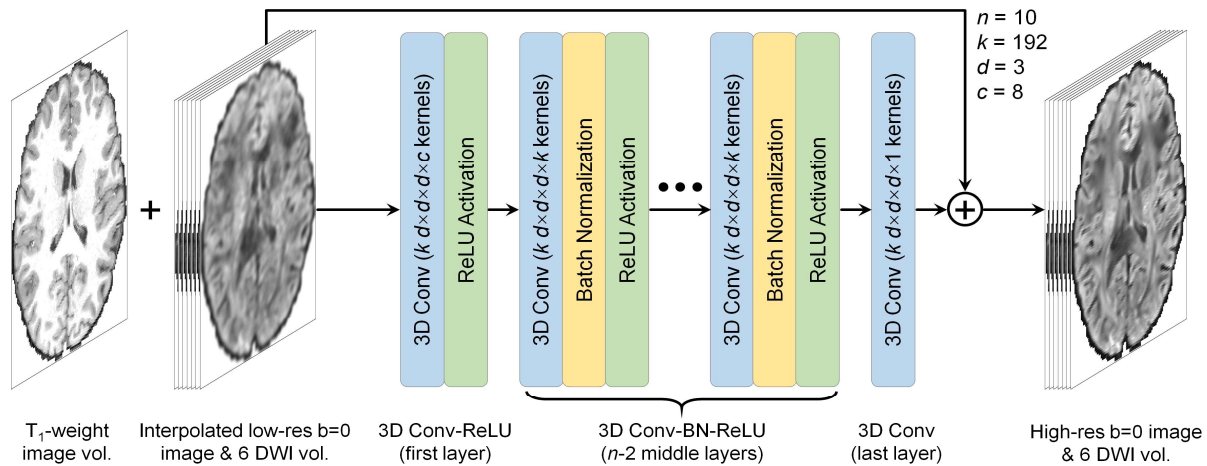 n = 10
k = 192
d = 3
c = 8
+
3D Conv (k d×d×d×c kernels)
ReLU Activation
3D Conv (k d×d×d×k kernels)
Batch Normalization
ReLU Activation
•••
3D Conv (k d×d×d×k kernels)
Batch Normalization
ReLU Activation
3D Conv (k d×d×d×1 kernels)
+
T₁-weight
image vol.
Interpolated low-res b=0
image & 6 DWI vol.
3D Conv-ReLU
(first layer)
3D Conv-BN-ReLU
(n-2 middle layers)
3D Conv
(last layer)
High-res b=0 image
& 6 DWI vol.